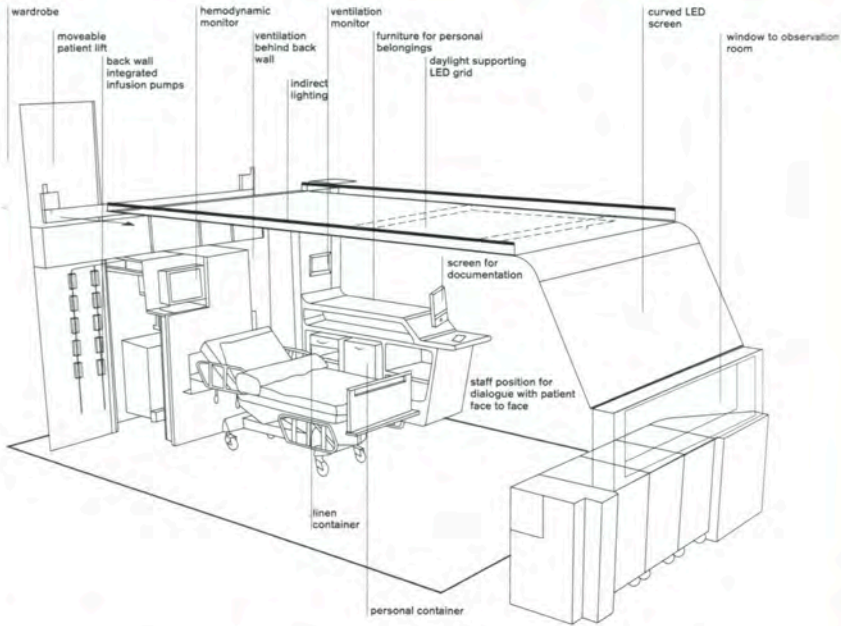 wardrobe
moveable
patient lift
back wall
integrated
infusion pumps
hemodynamic
monitor
ventilation
behind back
wall
indirect
lighting
ventilation
monitor
furniture for personal
belongings
daylight supporting
LED grid
curved LED
screen
window to observation
room
screen for
documentation
staff position for
dialogue with patient
face to face
linen
container
personal container